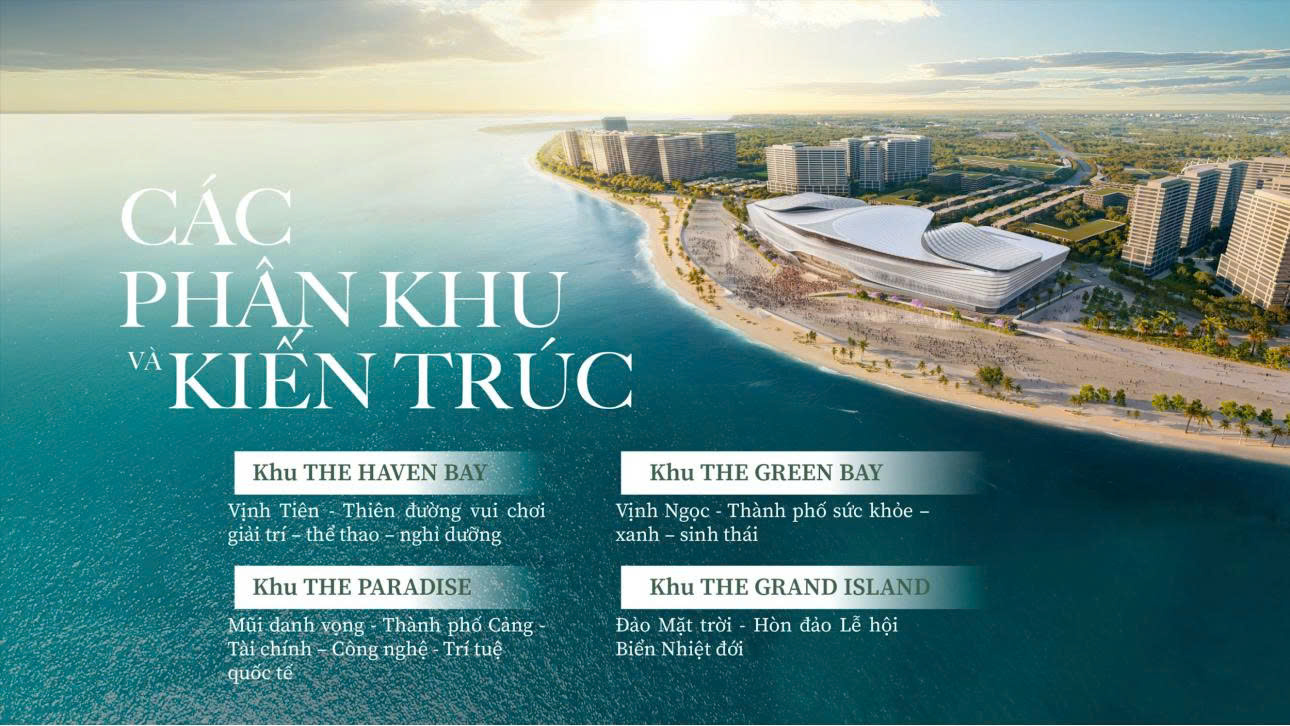 CÁC
PHÂN KHU
VÀ KIẾN TRÚC
Khu THE HAVEN BAY
Vịnh Tiên - Thiên đường vui chơi
giải trí – thể thao – nghỉ dưỡng
Khu THE GREEN BAY
Vịnh Ngọc - Thành phố sức khỏe –
xanh – sinh thái
Khu THE PARADISE
Mũi danh vọng - Thành phố Cảng -
Tài chính – Công nghệ - Trí tuệ
quốc tế
Khu THE GRAND ISLAND
Đảo Mặt trời - Hòn đảo Lễ hội
Biển Nhiệt đới